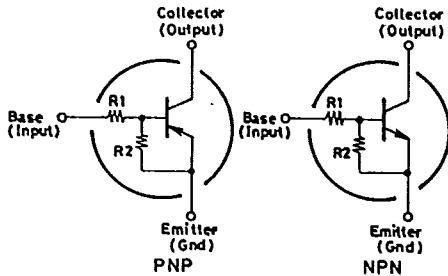 Collector
(Output)
R1
Base
(Input)
R2
Emitter
(Gnd)
PNP
Collector
(Output)
R1
Base
(Input)
R2
Emitter
(Gnd)
NPN